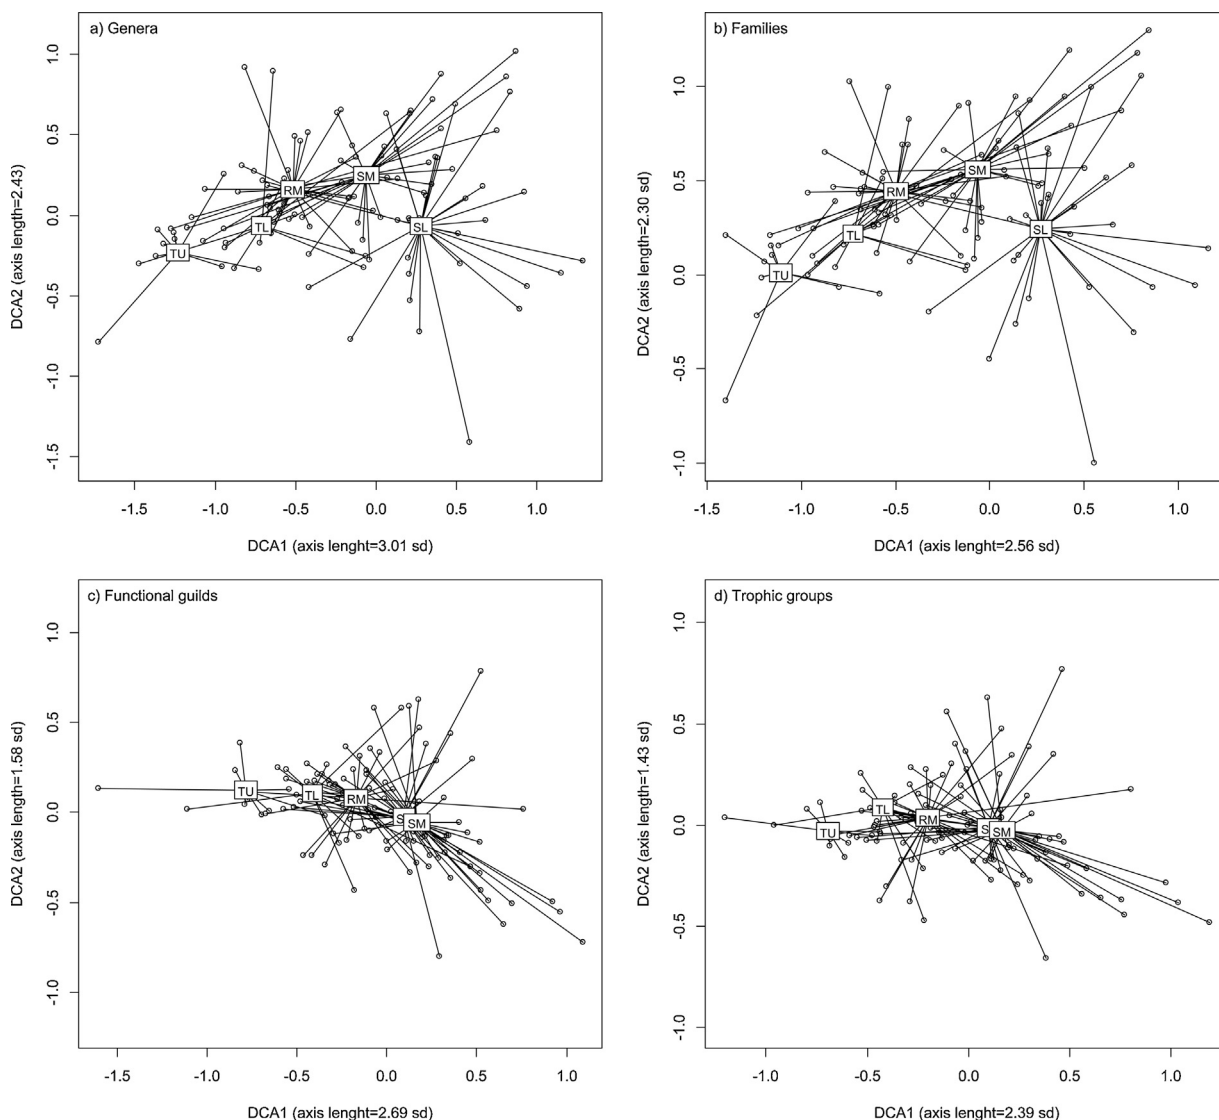 a) Genera
1.0
0.5
0.0
-0.5
-1.0
-1.5
DCA2 (axis length=2.43)
RM
SM
TL
SL
TU
-1.5 -1.0 -0.5 0.0 0.5 1.0
DCA1 (axis lenght=3.01 sd)
b) Families
1.0
0.5
0.0
-0.5
-1.0
DCA2 (axis length=2.30 sd)
SM
RM
TL
SL
TU
-1.5 -1.0 -0.5 0.0 0.5 1.0
DCA1 (axis lenght=2.56 sd)
c) Functional guilds
1.0
0.5
0.0
-0.5
-1.0
DCA2 (axis length=1.58 sd)
TU
TL
RM
S
SM
-1.5 -1.0 -0.5 0.0 0.5 1.0
DCA1 (axis lenght=2.69 sd)
d) Trophic groups
1.0
0.5
0.0
-0.5
-1.0
DCA2 (axis length=1.43 sd)
TL
RM
TU
S
SM
-1.0 -0.5 0.0 0.5 1.0
DCA1 (axis lenght=2.39 sd)